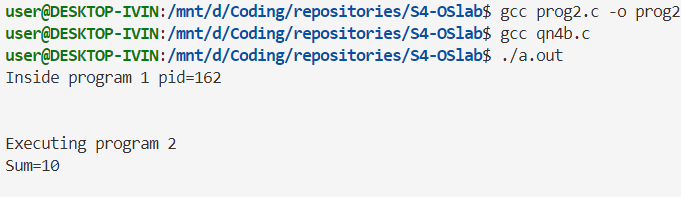 user@DESKTOP-IVIN:/mnt/d/Coding/repositories/S4-OSlab$ gcc prog2.c -o prog2
user@DESKTOP-IVIN:/mnt/d/Coding/repositories/S4-OSlab$ gcc qn4b.c
user@DESKTOP-IVIN:/mnt/d/Coding/repositories/S4-OSlab$ ./a.out
Inside program 1 pid=162
Executing program 2
Sum=10